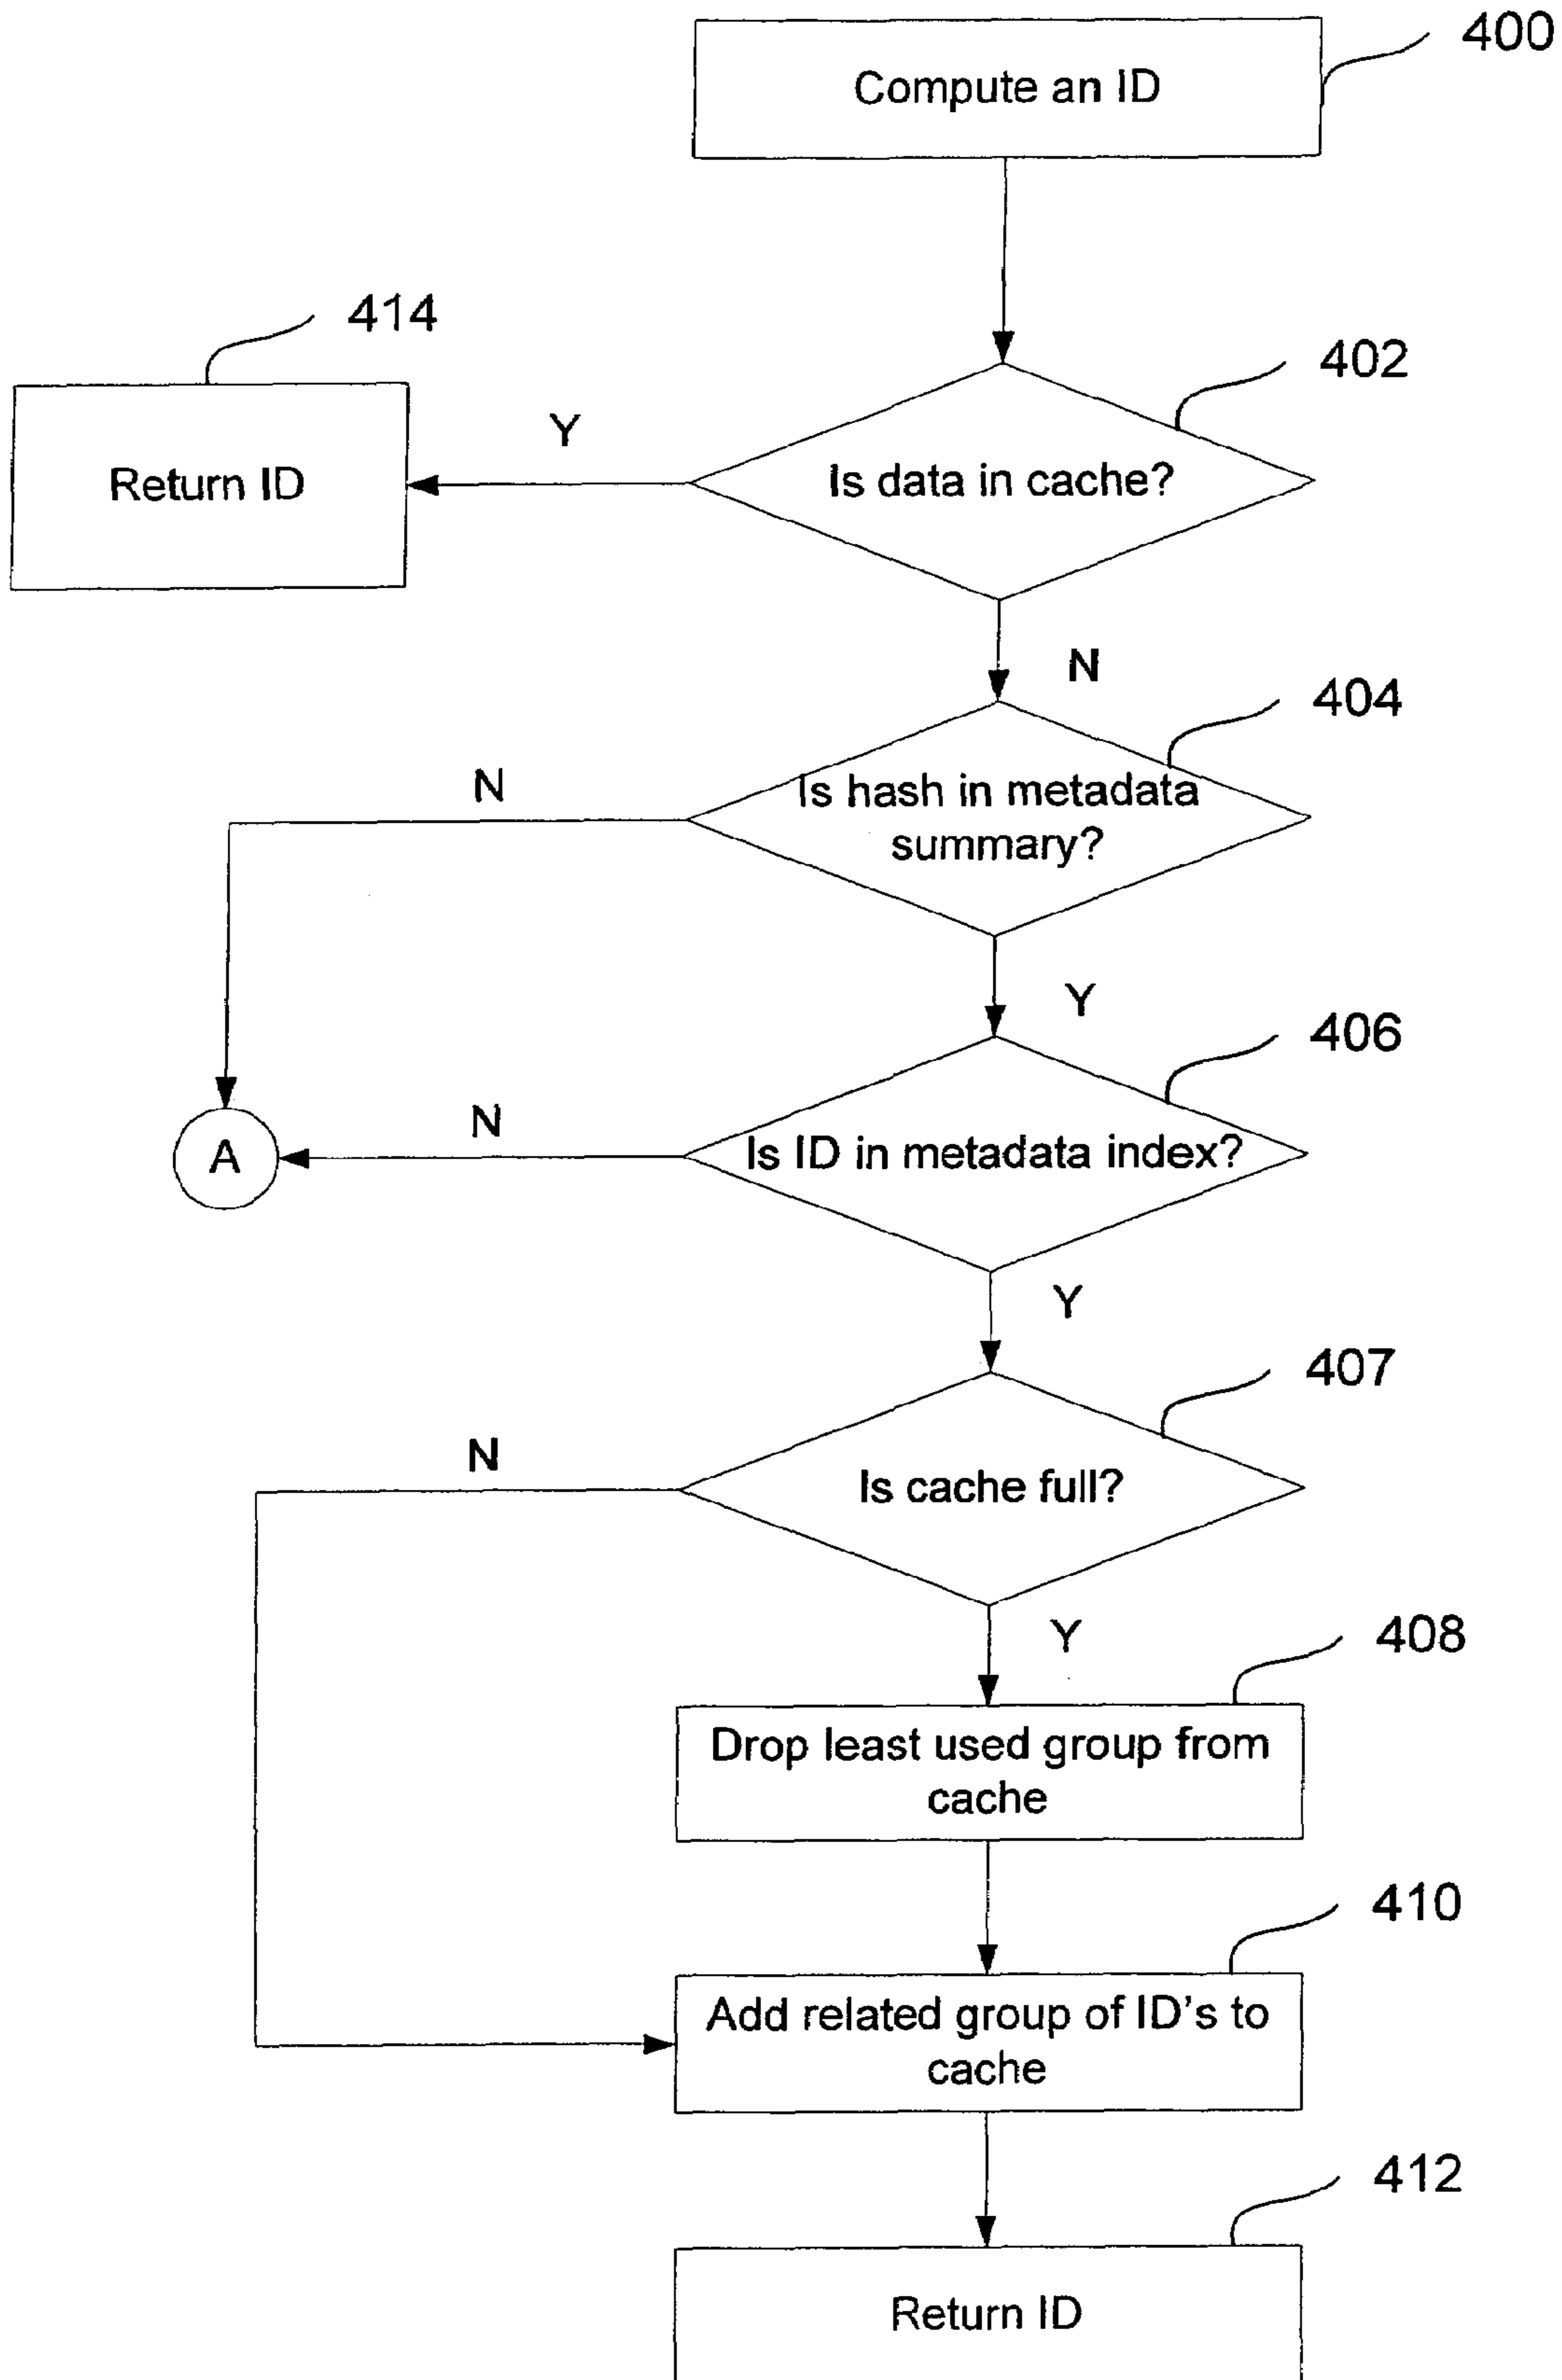 400
Compute an ID
414
402
Y
Return ID
Is data in cache?
N
404
N
Is hash in metadata
summary?
Y
406
N
A
Is ID in metadata index?
Y
407
N
Is cache full?
Y
408
Drop least used group from
cache
410
Add related group of ID's to
cache
412
Return ID